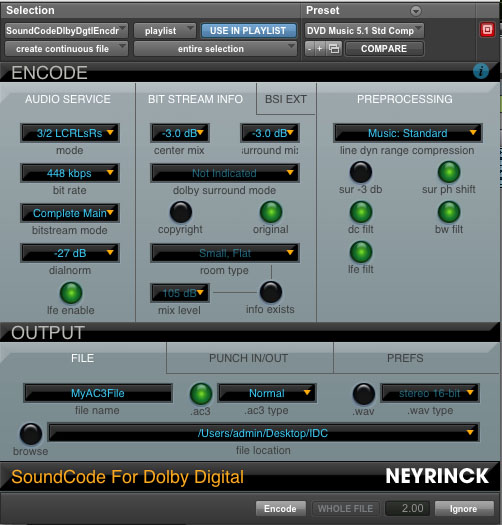 Selection Preset
SoundCodeDlbyDgtlEncdr playlist USE IN PLAYLIST DVD Music 5.1 Std Comp
create continuous file entire selection - + COMPARE
ENCODE i
AUDIO SERVICE BIT STREAM INFO BSI EXT PREPROCESSING
3/2 LCRLsRs -3.0 dB -3.0 dB Music: Standard
mode center mix surround mix line dyn range compression
448 kbps Not Indicated
bit rate dolby surround mode sur -3 db sur ph shift
Complete Main
bitstream mode copyright original dc filt bw filt
-27 dB Small, Flat
dialnorm room type lfe filt
105 dB
lfe enable mix level info exists
OUTPUT
FILE PUNCH IN/OUT PREFS
MyAC3File Normal stereo 16-bit
file name .ac3 .ac3 type .wav .wav type
/Users/admin/Desktop/IDC
browse file location
SoundCode For Dolby Digital NEYRINCK
Encode WHOLE FILE 2.00 Ignore